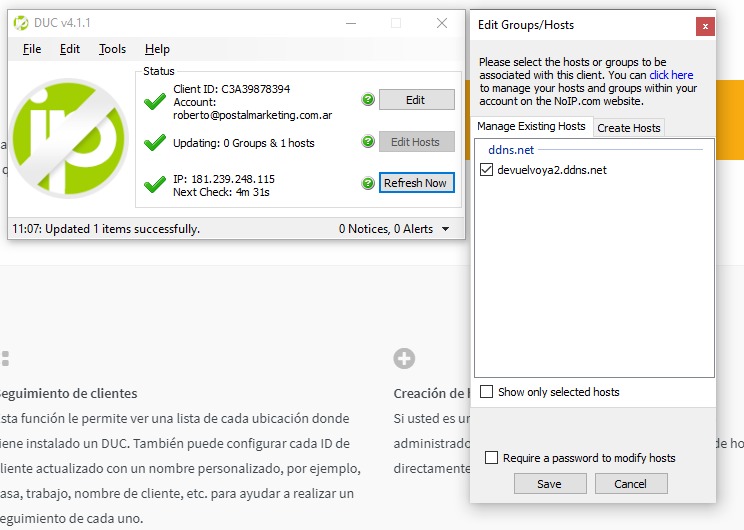 DUC v4.1.1
File Edit Tools Help
Status
Client ID: C3A39878394
Account:
roberto@postalmarketing.com.ar
Edit
Updating: 0 Groups & 1 hosts
Edit Hosts
IP: 181.239.248.115
Next Check: 4m 31s
Refresh Now
11:07: Updated 1 items successfully.
0 Notices, 0 Alerts
Edit Groups/Hosts
x
Please select the hosts or groups to be
associated with this client. You can click here
to manage your hosts and groups within your
account on the NoIP.com website.
Manage Existing Hosts
Create Hosts
ddns.net
devuelvoya2.ddns.net
Show only selected hosts
Require a password to modify hosts
Save
Cancel
eguimiento de clientes
sta función le permite ver una lista de cada ubicación donde
iene instalado un DUC. También puede configurar cada ID de
liente actualizado con un nombre personalizado, por ejemplo,
asa, trabajo, nombre de cliente, etc. para ayudar a realizar un
eguimiento de cada uno.
Creación de h
Si usted es un
administrado
de ho
directamente